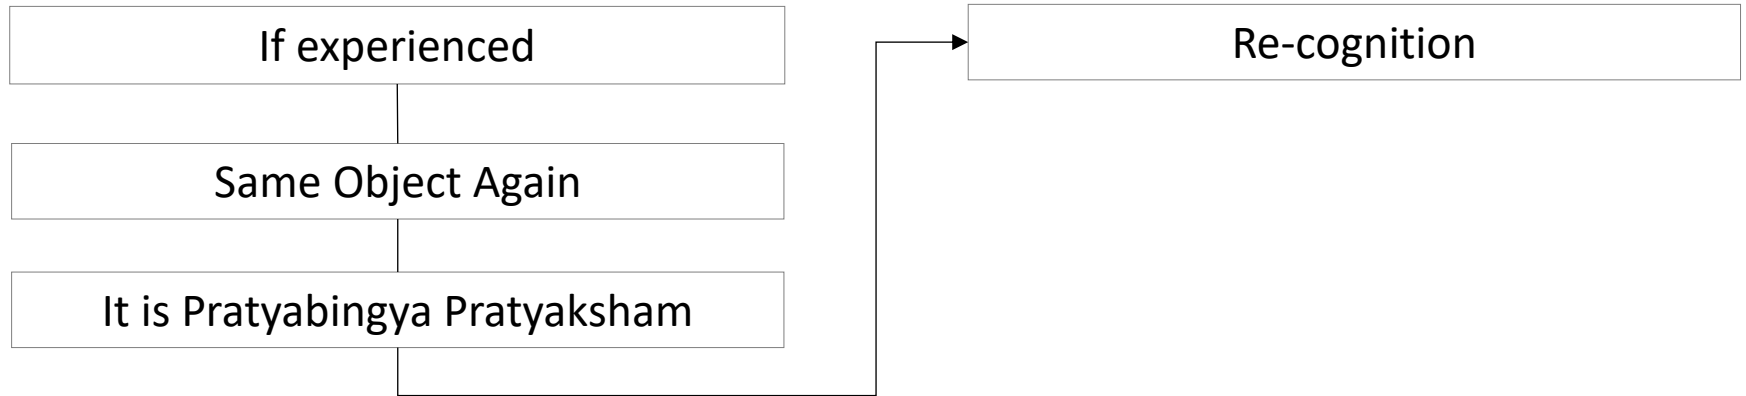 If experienced
Same Object Again
It is Pratyabingya Pratyaksham
Re-cognition